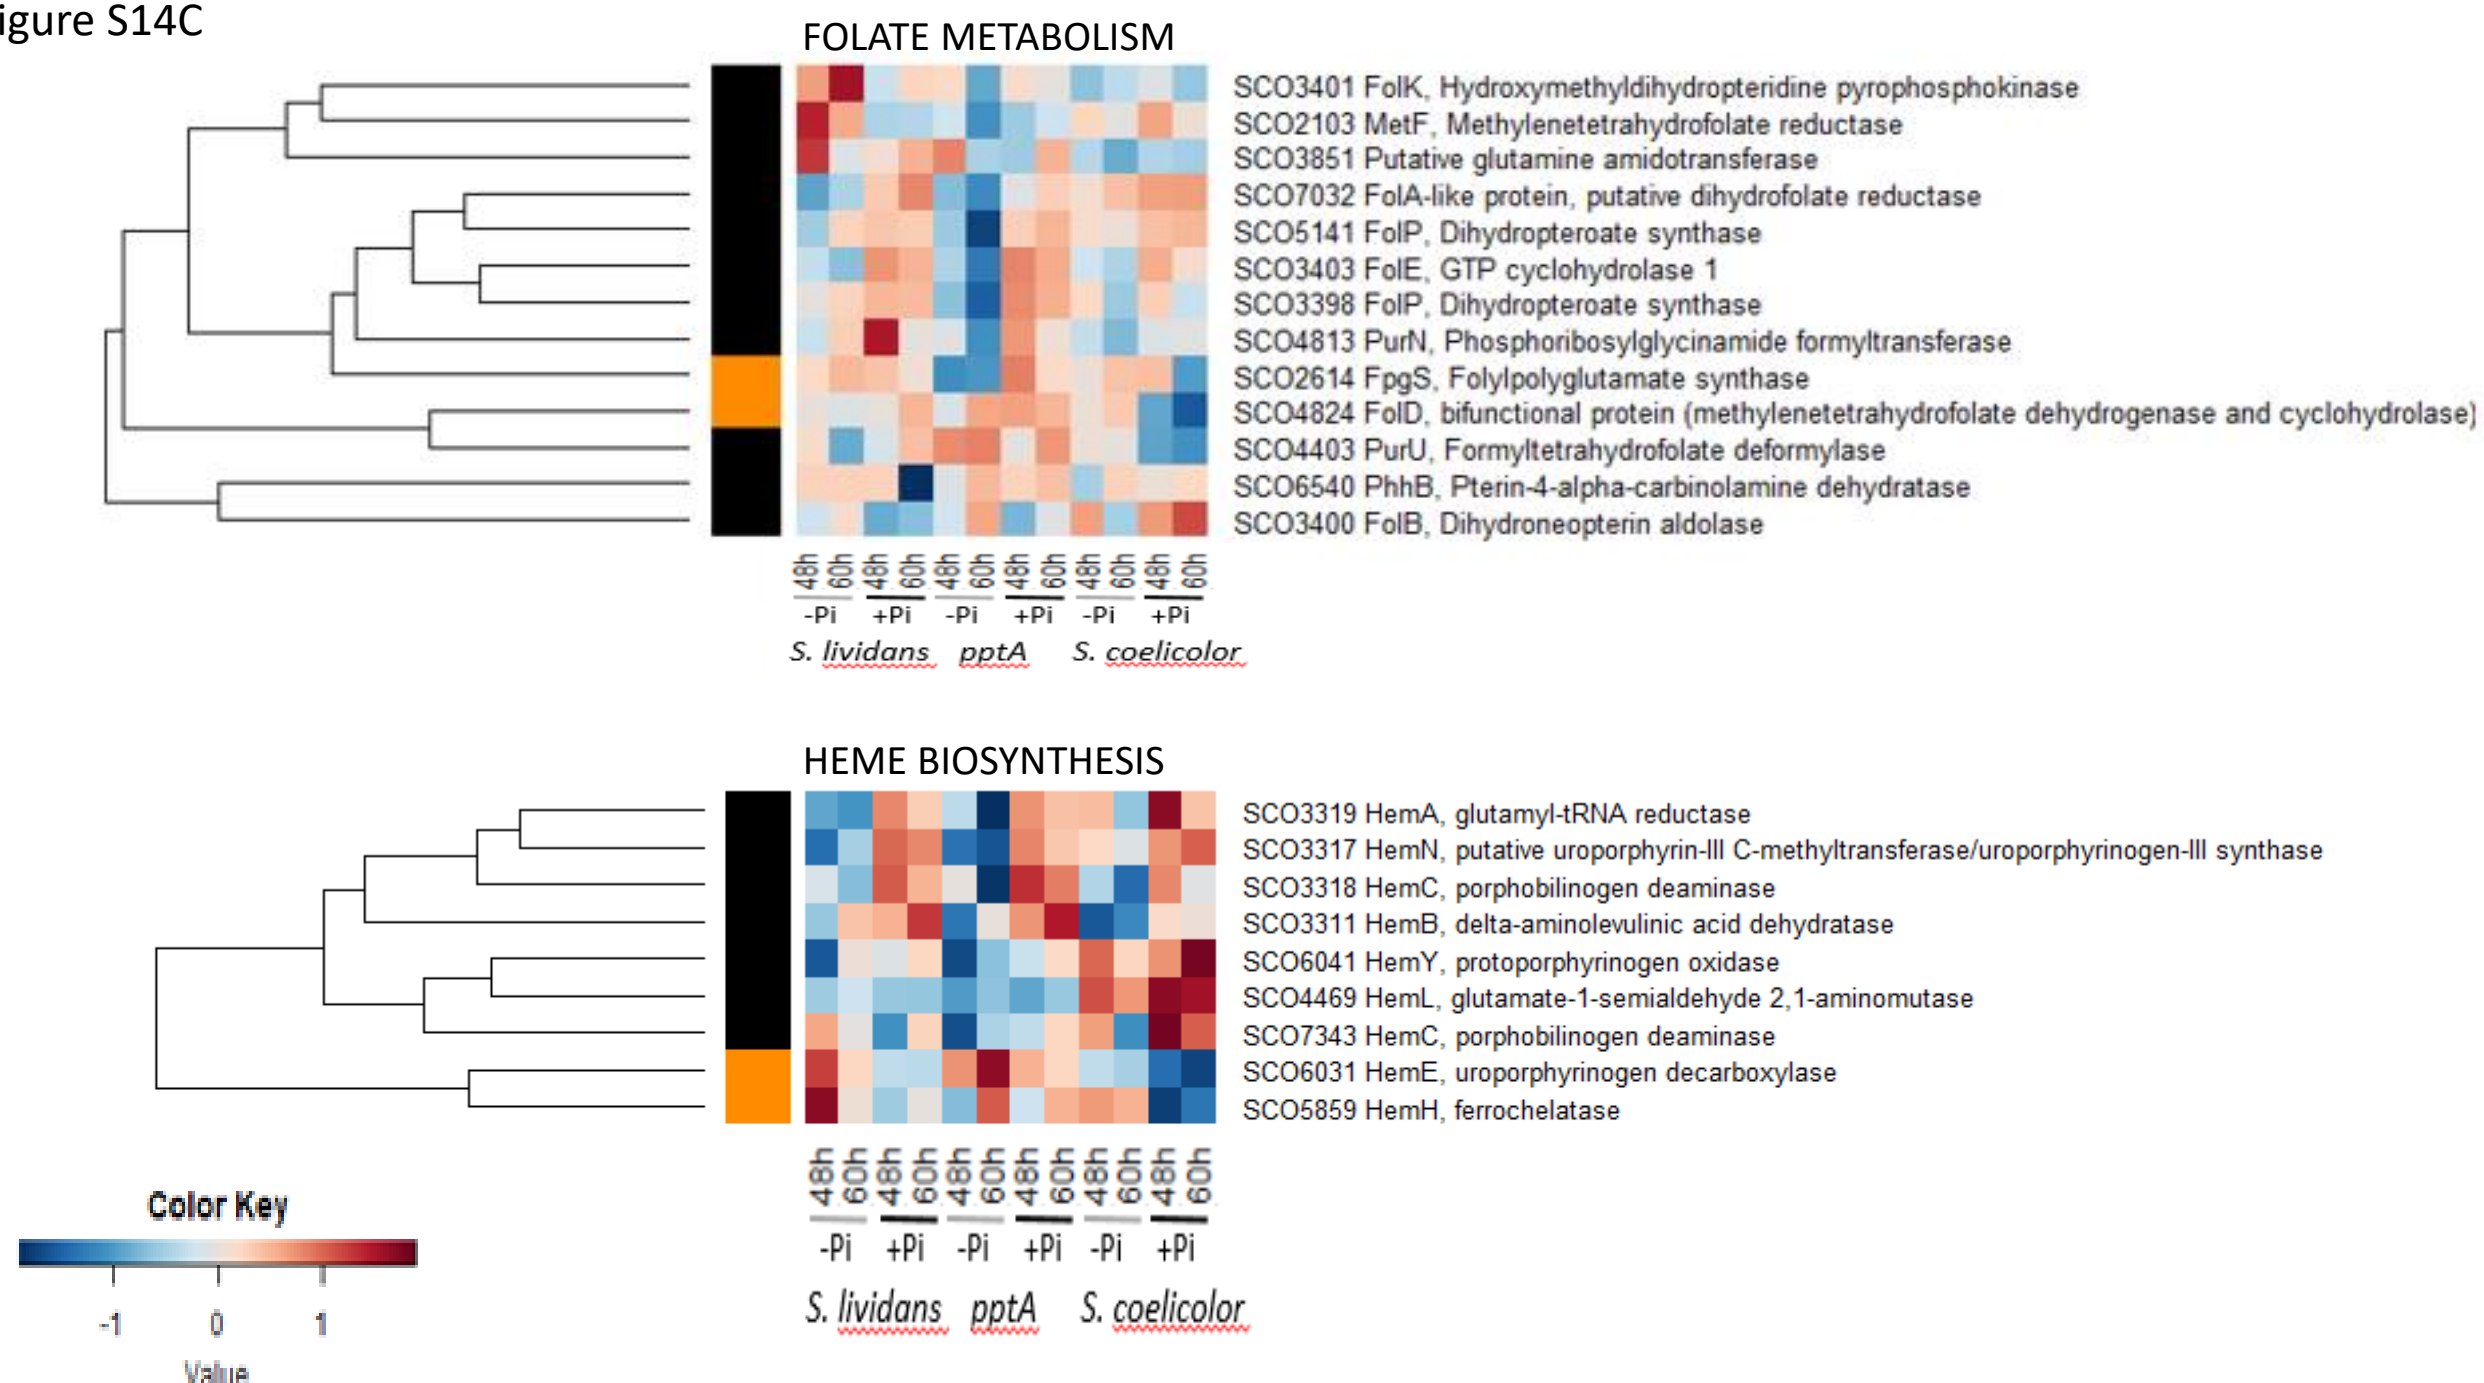 igure S14C
FOLATE METABOLISM
SCO3401 FolK, Hydroxymethyldihydropteridine pyrophosphokinase
SCO2103 MetF, Methylenetetrahydrofolate reductase
SCO3851 Putative glutamine amidotransferase
SCO7032 FolA-like protein, putative dihydrofolate reductase
SCO5141 FolP, Dihydropteroate synthase
SCO3403 FolE, GTP cyclohydrolase 1
SCO3398 FolP, Dihydropteroate synthase
SCO4813 PurN, Phosphoribosylglycinamide formyltransferase
SCO2614 FpgS, Folylpolyglutamate synthase
SCO4824 FolD, bifunctional protein (methylenetetrahydrofolate dehydrogenase and cyclohydrolase)
SCO4403 PurU, Formyltetrahydrofolate deformylase
SCO6540 PhhB, Pterin-4-alpha-carbinolamine dehydratase
SCO3400 FolB, Dihydroneopterin aldolase
48h 60h 48h 60h 48h 60h 48h 60h 48h 60h 48h 60h
-Pi +Pi -Pi +Pi -Pi +Pi
S. lividans pptA S. coelicolor
HEME BIOSYNTHESIS
SCO3319 HemA, glutamyl-tRNA reductase
SCO3317 HemN, putative uroporphyrin-III C-methyltransferase/uroporphyrinogen-III synthase
SCO3318 HemC, porphobilinogen deaminase
SCO3311 HemB, delta-aminolevulinic acid dehydratase
SCO6041 HemY, protoporphyrinogen oxidase
SCO4469 HemL, glutamate-1-semialdehyde 2,1-aminomutase
SCO7343 HemC, porphobilinogen deaminase
SCO6031 HemE, uroporphyrinogen decarboxylase
SCO5859 HemH, ferrochelatase
48h 60h 48h 60h 48h 60h 48h 60h 48h 60h 48h 60h
-Pi +Pi -Pi +Pi -Pi +Pi
S. lividans pptA S. coelicolor
Color Key
-1 0 1
Value